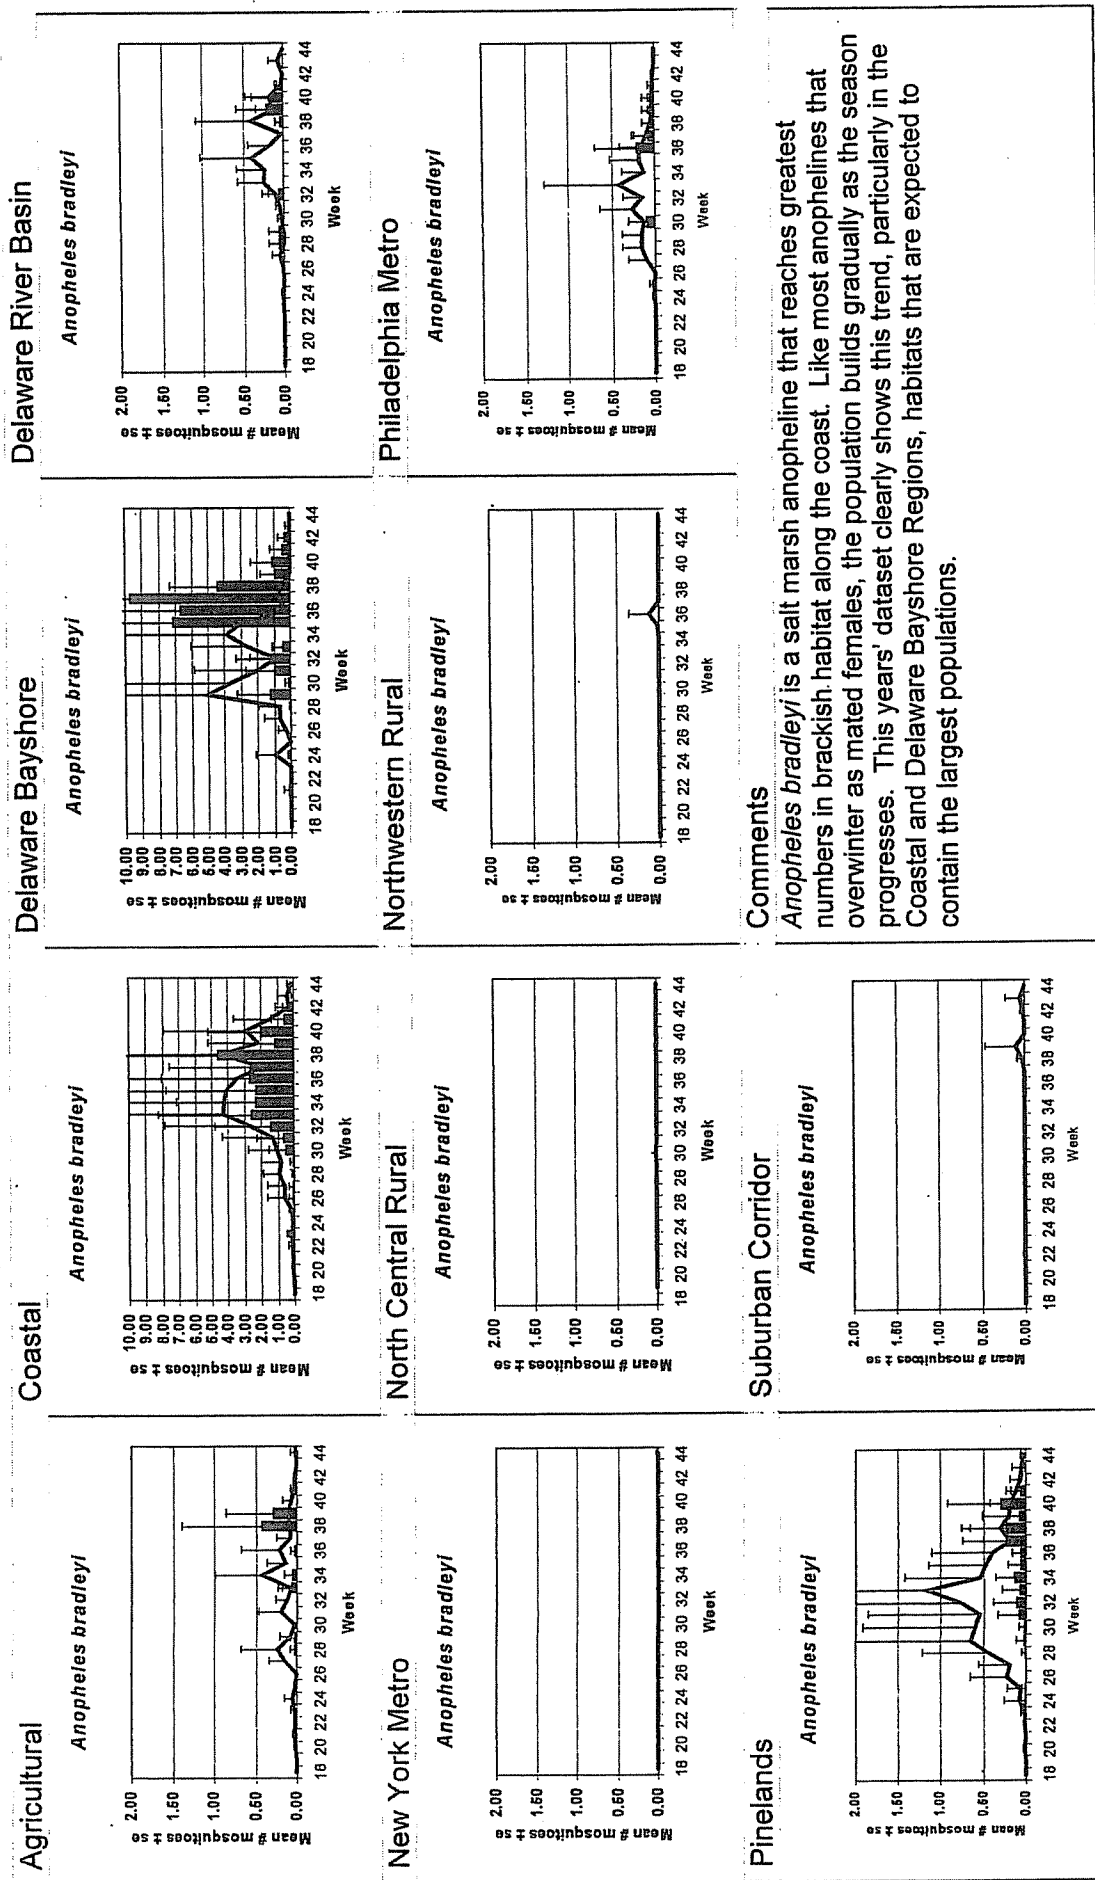 Agricultural
Anopheles bradleyi
Mean # mosquitoes ± se
2.00
1.50
1.00
0.50
0.00
18 20 22 24 26 28 30 32 34 36 38 40 42 44
Week
Coastal
Anopheles bradleyi
Mean # mosquitoes ± se
10.00
9.00
8.00
7.00
6.00
5.00
4.00
3.00
2.00
1.00
0.00
18 20 22 24 26 28 30 32 34 36 38 40 42 44
Week
Delaware Bayshore
Anopheles bradleyi
Mean # mosquitoes ± se
10.00
9.00
8.00
7.00
6.00
5.00
4.00
3.00
2.00
1.00
0.00
18 20 22 24 26 28 30 32 34 36 38 40 42 44
Week
Delaware River Basin
Anopheles bradleyi
Mean # mosquitoes ± se
2.00
1.50
1.00
0.50
0.00
18 20 22 24 26 28 30 32 34 36 38 40 42 44
Week
New York Metro
Anopheles bradleyi
Mean # mosquitoes ± se
2.00
1.50
1.00
0.50
0.00
18 20 22 24 26 28 30 32 34 36 38 40 42 44
Week
North Central Rural
Anopheles bradleyi
Mean # mosquitoes ± se
2.00
1.50
1.00
0.50
0.00
18 20 22 24 26 28 30 32 34 36 38 40 42 44
Week
Northwestern Rural
Anopheles bradleyi
Mean # mosquitoes ± se
2.00
1.50
1.00
0.50
0.00
18 20 22 24 26 28 30 32 34 36 38 40 42 44
Week
Philadelphia Metro
Anopheles bradleyi
Mean # mosquitoes ± se
2.00
1.50
1.00
0.50
0.00
18 20 22 24 26 28 30 32 34 36 38 40 42 44
Week
Pinelands
Anopheles bradleyi
Mean # mosquitoes ± se
2.00
1.50
1.00
0.50
0.00
18 20 22 24 26 28 30 32 34 36 38 40 42 44
Week
Suburban Corridor
Anopheles bradleyi
Mean # mosquitoes ± se
2.00
1.50
1.00
0.50
0.00
18 20 22 24 26 28 30 32 34 36 38 40 42 44
Week
Comments
Anopheles bradleyi is a salt marsh anopheline that reaches greatest
numbers in brackish habitat along the coast. Like most anophelines that
overwinter as mated females, the population builds gradually as the season
progresses. This years' dataset clearly shows this trend, particularly in the
Coastal and Delaware Bayshore Regions, habitats that are expected to
contain the largest populations.